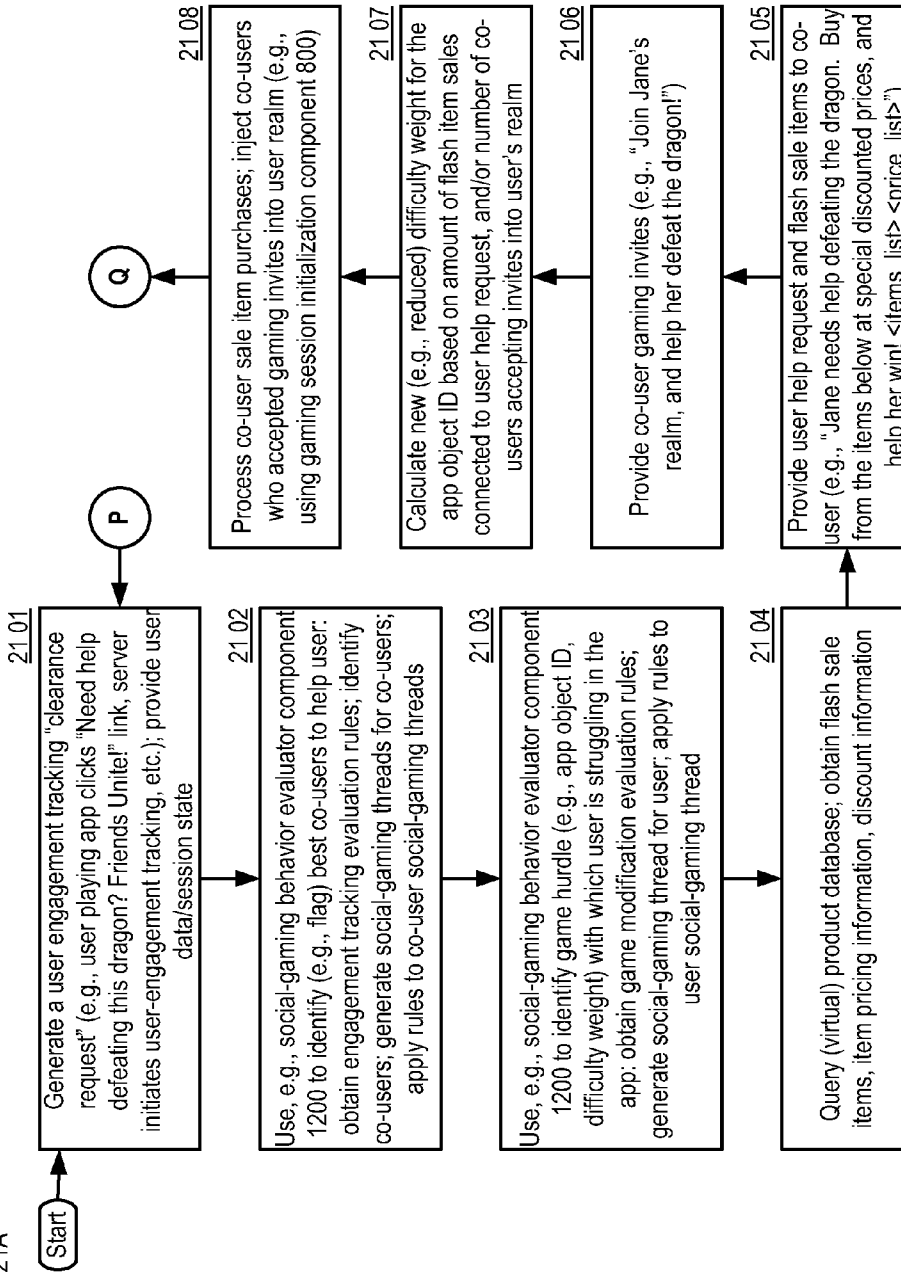 21A
Start
P
21 01
Generate a user engagement tracking “clearance
request” (e.g., user playing app clicks “Need help
defeating this dragon? Friends Unite!” link, server
initiates user-engagement tracking, etc.); provide user
data/session state
21 02
Use, e.g., social-gaming behavior evaluator component
1200 to identify (e.g., flag) best co-users to help user:
obtain engagement tracking evaluation rules; identify
co-users; generate social-gaming threads for co-users;
apply rules to co-user social-gaming threads
21 03
Use, e.g., social-gaming behavior evaluator component
1200 to identify game hurdle (e.g., app object ID,
difficulty weight) with which user is struggling in the
app: obtain game modification evaluation rules;
generate social-gaming thread for user; apply rules to
user social-gaming thread
21 04
Query (virtual) product database; obtain flash sale
items, item pricing information, discount information
21 05
Provide user help request and flash sale items to co-
user (e.g., “Jane needs help defeating the dragon. Buy
from the items below at special discounted prices, and
help her win! <items_list> <price_list>”)
21 06
Provide co-user gaming invites (e.g., “Join Jane’s
realm, and help her defeat the dragon!”)
21 07
Calculate new (e.g., reduced) difficulty weight for the
app object ID based on amount of flash item sales
connected to user help request, and/or number of co-
users accepting invites into user’s realm
21 08
Process co-user sale item purchases; inject co-users
who accepted gaming invites into user realm (e.g.,
using gaming session initialization component 800)
Q